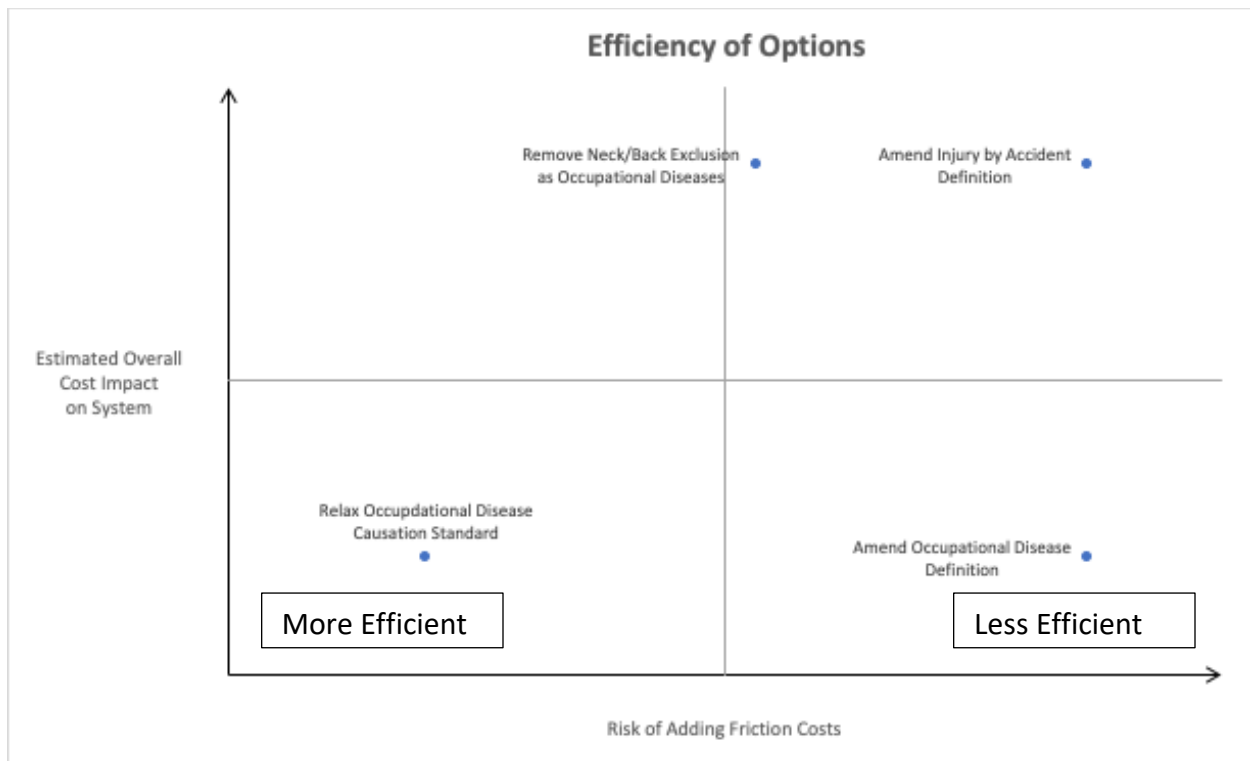 Efficiency of Options
Remove Neck/Back Exclusion
as Occupational Diseases
Amend Injury by Accident
Definition
Estimated Overall
Cost Impact
on System
Relax Occupdational Disease
Causation Standard
Amend Occupational Disease
Definition
More Efficient
Less Efficient
Risk of Adding Friction Costs